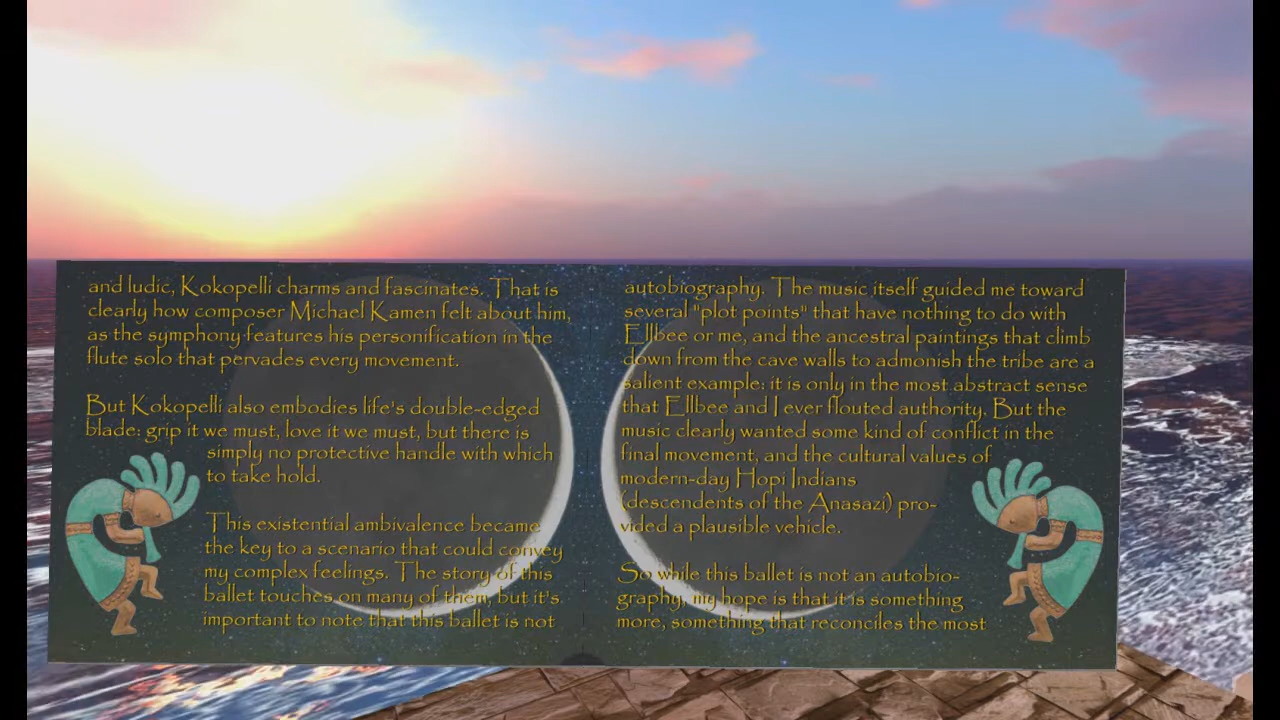 and ludic, Kokopelli charms and fascinates. That is
clearly how composer Michael Kamen felt about him,
as the symphony features his personification in the
flute solo that pervades every movement.
But Kokopelli also embodies life's double-edged
blade: grip it we must, love it we must, but there is
simply no protective handle with which
to take hold.
This existential ambivalence became
the key to a scenario that could convey
my complex feelings. The story of this
ballet touches on many of them, but it's
important to note that this ballet is not
autobiography. The music itself guided me toward
several "plot points" that have nothing to do with
Ellbee or me, and the ancestral paintings that climb
down from the cave walls to admonish the tribe are a
salient example: it is only in the most abstract sense
that Ellbee and I ever flouted authority. But the
music clearly wanted some kind of conflict in the
final movement, and the cultural values of
modern-day Hopi Indians
(descendents of the Anasazi) pro-
vided a plausible vehicle.
So while this ballet is not an autobio-
graphy, my hope is that it is something
more, something that reconciles the most